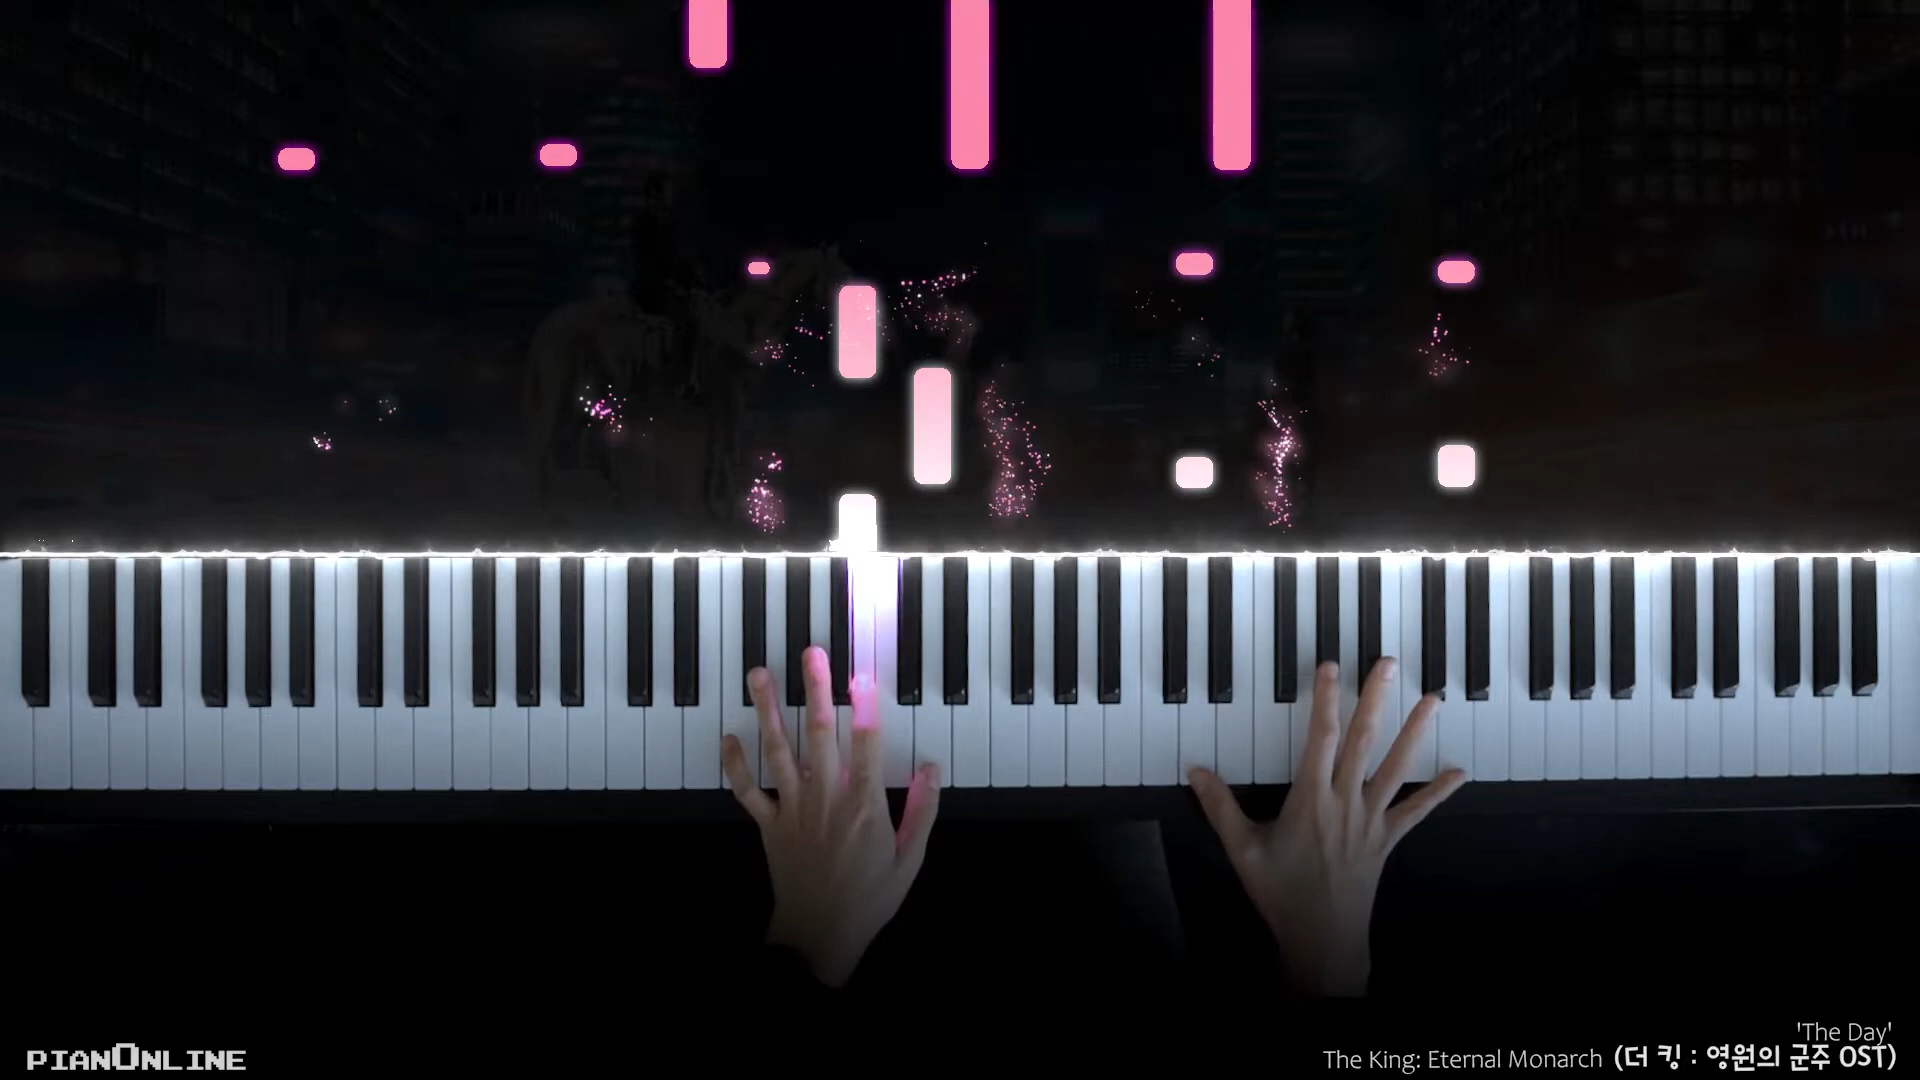 PIANONLINE
'The Day'
The King: Eternal Monarch (더 킹 : 영원의 군주 OST)